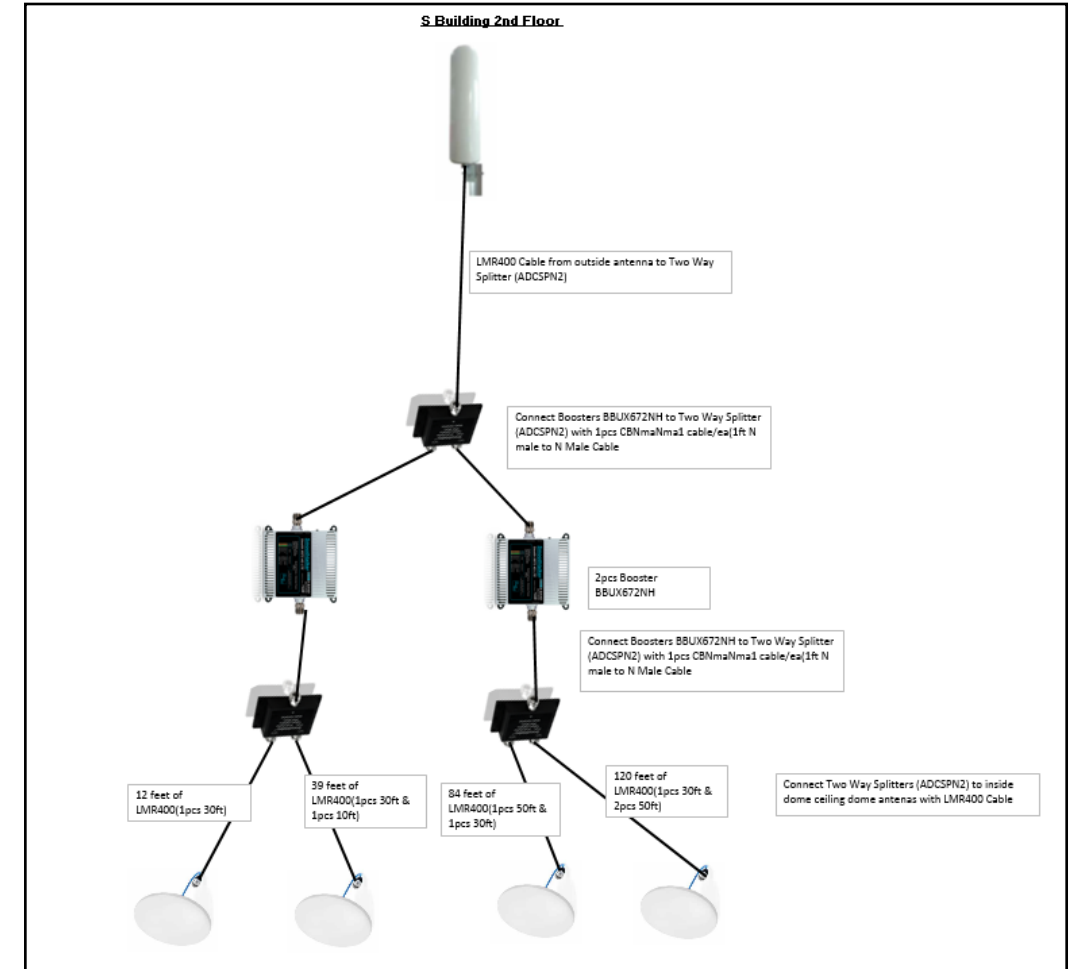 S Building 2nd Floor
LMR400 Cable from outside antenna to Two Way
Splitter (ADCSPN2)
Connect Boosters BBUX672NH to Two Way Splitter
(ADCSPN2) with 1pcs CBNmaNma1 cable/ea(1ft N
male to N Male Cable
2pcs Booster
BBUX672NH
Connect Boosters BBUX672NH to Two Way Splitter
(ADCSPN2) with 1pcs CBNmaNma1 cable/ea(1ft N
male to N Male Cable
12 feet of
LMR400(1pcs 30ft)
39 feet of
LMR400(1pcs 30ft &
1pcs 10ft)
84 feet of
LMR400(1pcs 50ft &
1pcs 30ft)
120 feet of
LMR400(1pcs 30ft &
2pcs 50ft)
Connect Two Way Splitters (ADCSPN2) to inside
dome ceiling dome antenas with LMR400 Cable